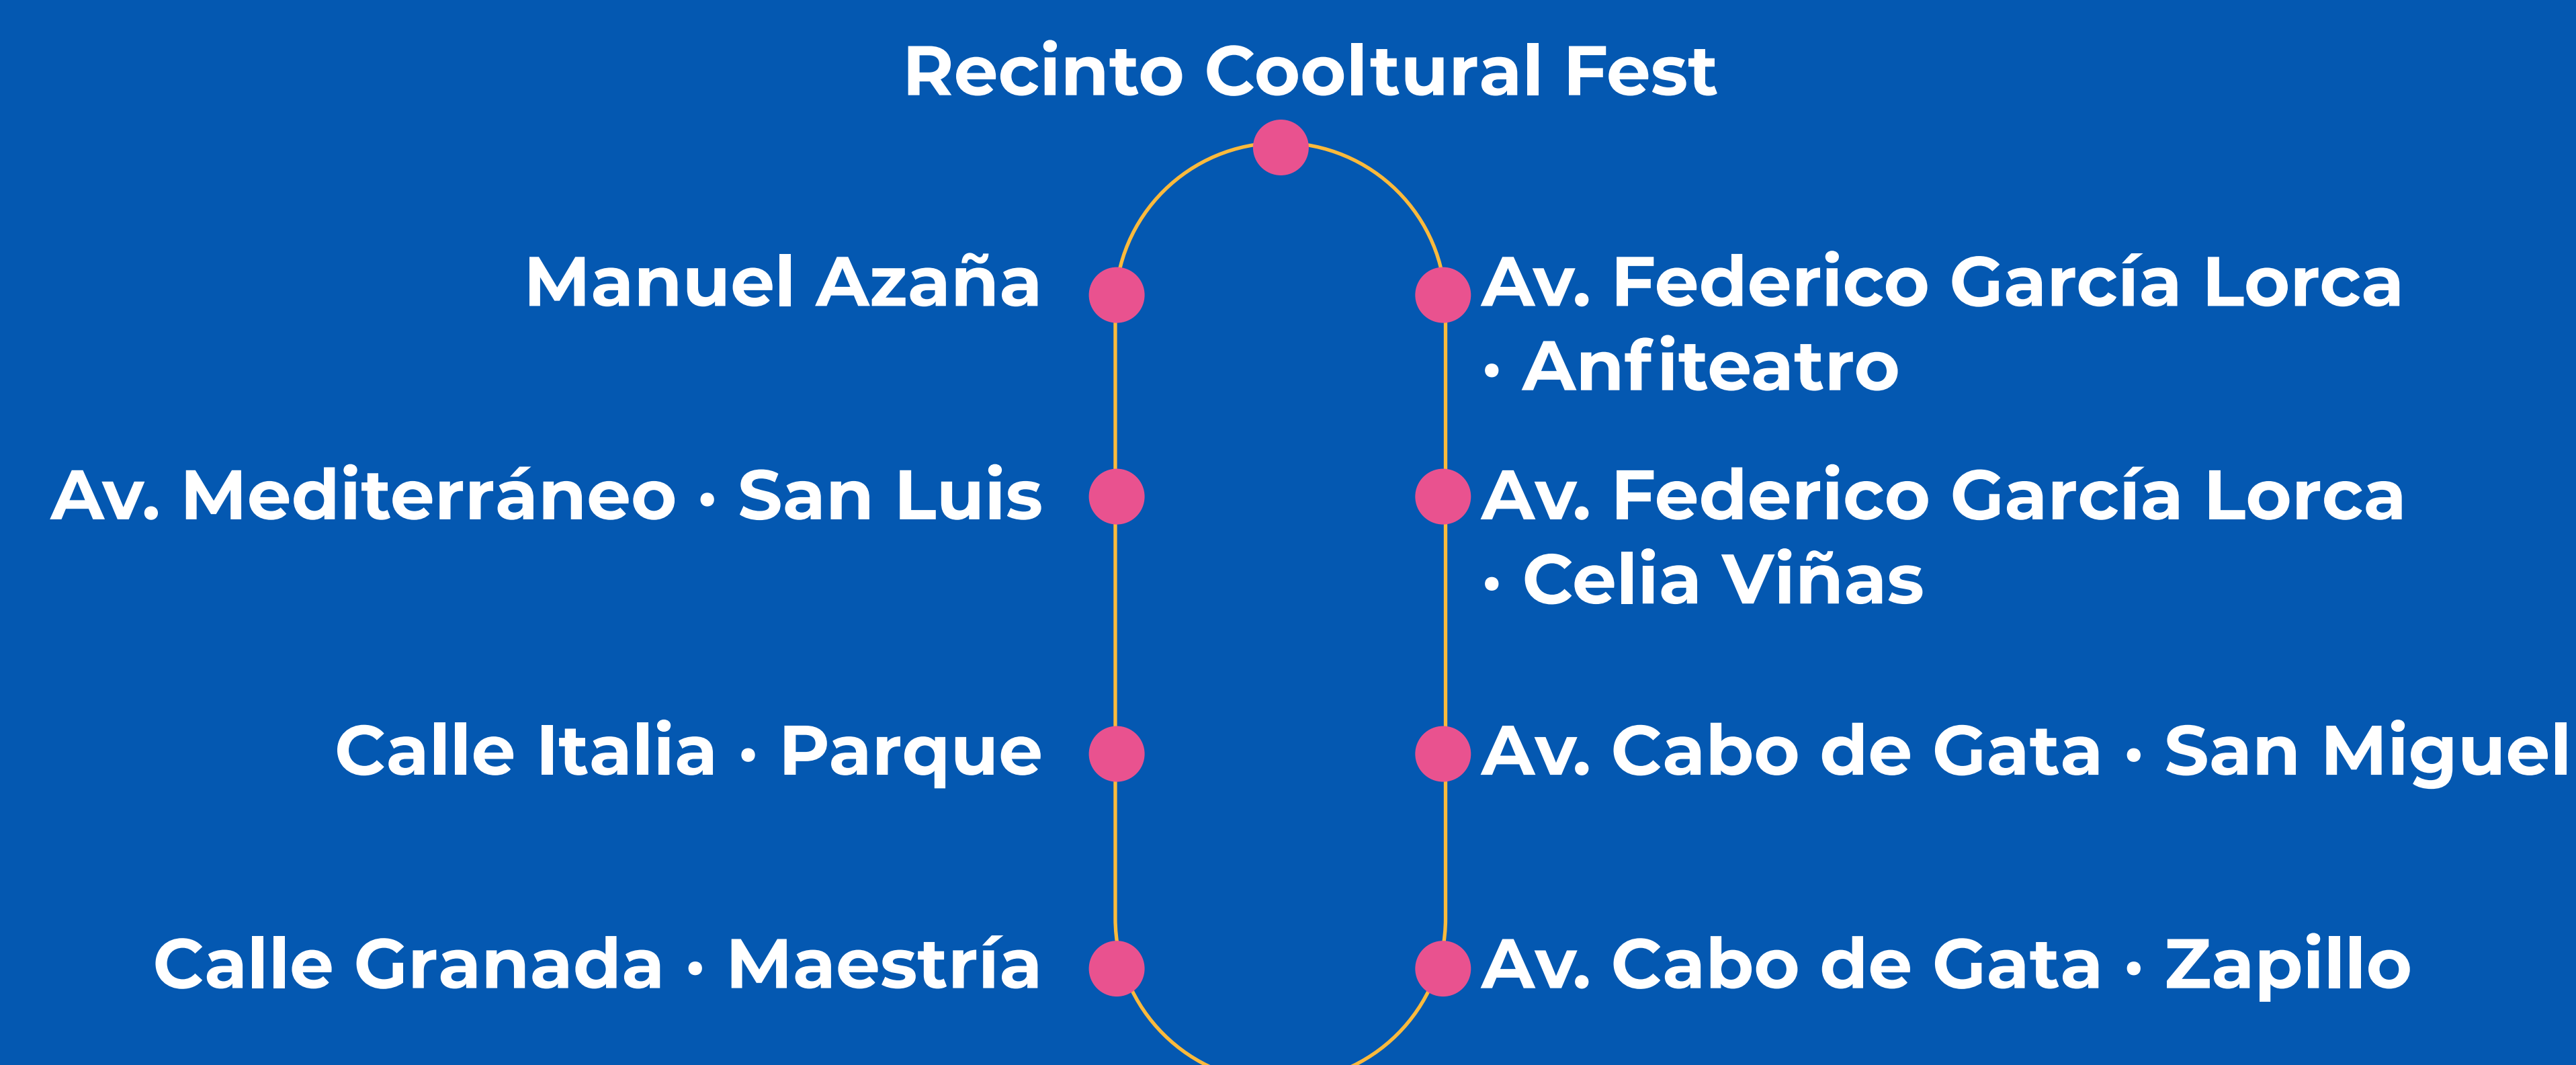 Recinto Cooltural Fest
Manuel Azaña
Av. Federico García Lorca
· Anfiteatro
Av. Mediterráneo · San Luis
Av. Federico García Lorca
· Celia Viñas
Calle Italia · Parque
Av. Cabo de Gata · San Miguel
Calle Granada · Maestría
Av. Cabo de Gata · Zapillo